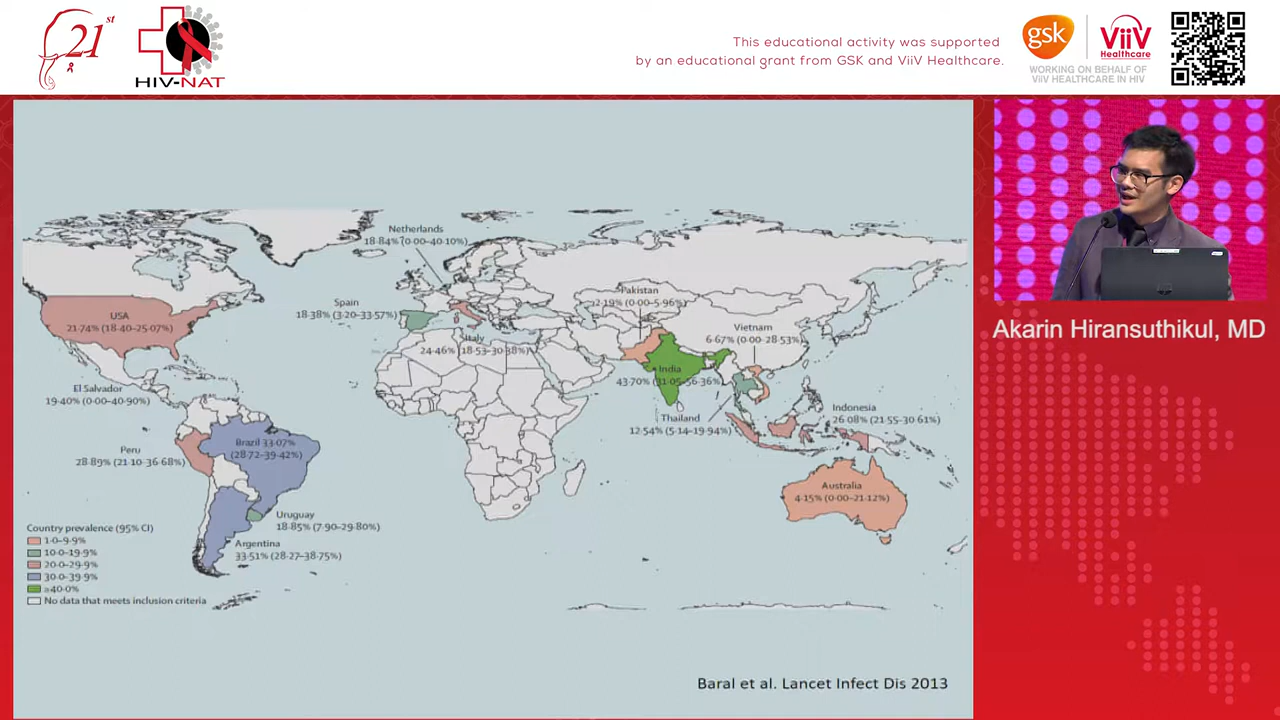 21st
HIV-NAT
This educational activity was supported
by an educational grant from GSK and ViiV Healthcare.
gsk
ViiV
Healthcare
WORKING ON BEHALF OF
ViiV HEALTHCARE IN HIV
Netherlands
18·84% (0·00–40·10%)
Pakistan
2·19% (0·00–5·96%)
Spain
18·38% (3·20–33·57%)
USA
21·74% (18·40–25·07%)
Vietnam
6·67% (0·00–28·53%)
Italy
24·46% (18·53–30·38%)
India
43·70% (31·05–56·36%)
El Salvador
19·40% (0·00–40·90%)
Thailand
12·54% (5·14–19·94%)
Indonesia
26·08% (21·55–30·61%)
Brazil 33·07%
(28·72–39·42%)
Peru
28·89% (21·10–36·68%)
Australia
4·15% (0·00–21·12%)
Uruguay
18·85% (7·90–29·80%)
Argentina
33·51% (28·27–38·75%)
Country prevalence (95% CI)
1·0–9·9%
10·0–19·9%
20·0–29·9%
30·0–39·9%
≥40·0%
No data that meets inclusion criteria
Baral et al. Lancet Infect Dis 2013
Akarin Hiransuthikul, MD